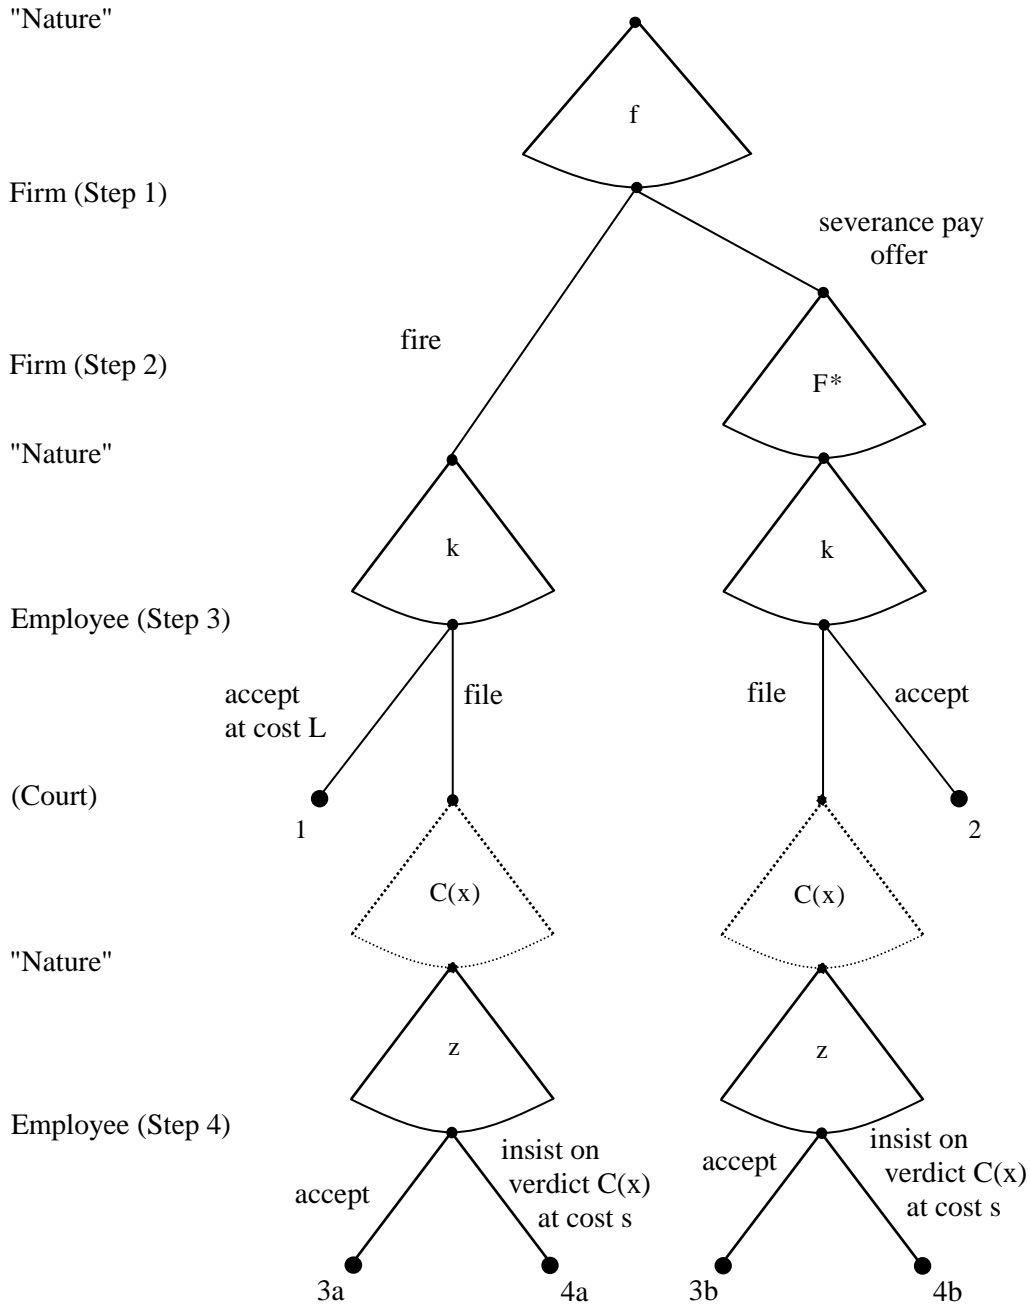 "Nature"
f
Firm (Step 1)
severance pay
offer
fire
Firm (Step 2)
F*
"Nature"
k
k
Employee (Step 3)
accept
at cost L
file
file
accept
(Court)
1
2
C(x)
C(x)
"Nature"
z
z
Employee (Step 4)
accept
insist on
verdict C(x)
at cost s
accept
insist on
verdict C(x)
at cost s
3a
4a
3b
4b